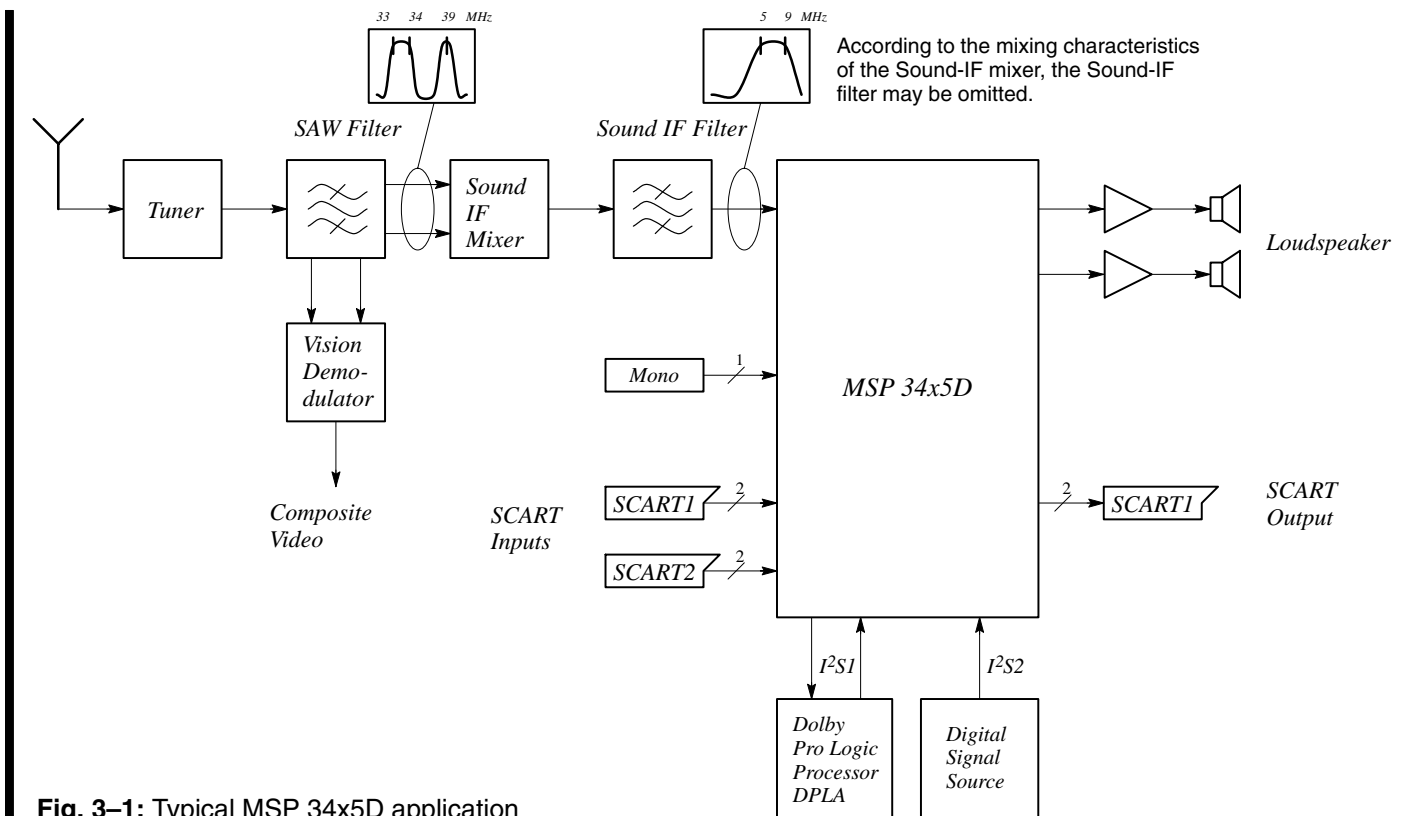 33 34 39 MHz
5 9 MHz
According to the mixing characteristics
of the Sound-IF mixer, the Sound-IF
filter may be omitted.
SAW Filter
Sound IF Filter
Tuner
Sound
IF
Mixer
Loudspeaker
Vision
Demo-
dulator
Mono
1
MSP 34x5D
Composite
Video
SCART
Inputs
SCART1
2
SCART2
2
2
SCART1
SCART
Output
I²S1
I²S2
Dolby
Pro Logic
Processor
DPLA
Digital
Signal
Source
Fig. 3–1: Typical MSP 34x5D application